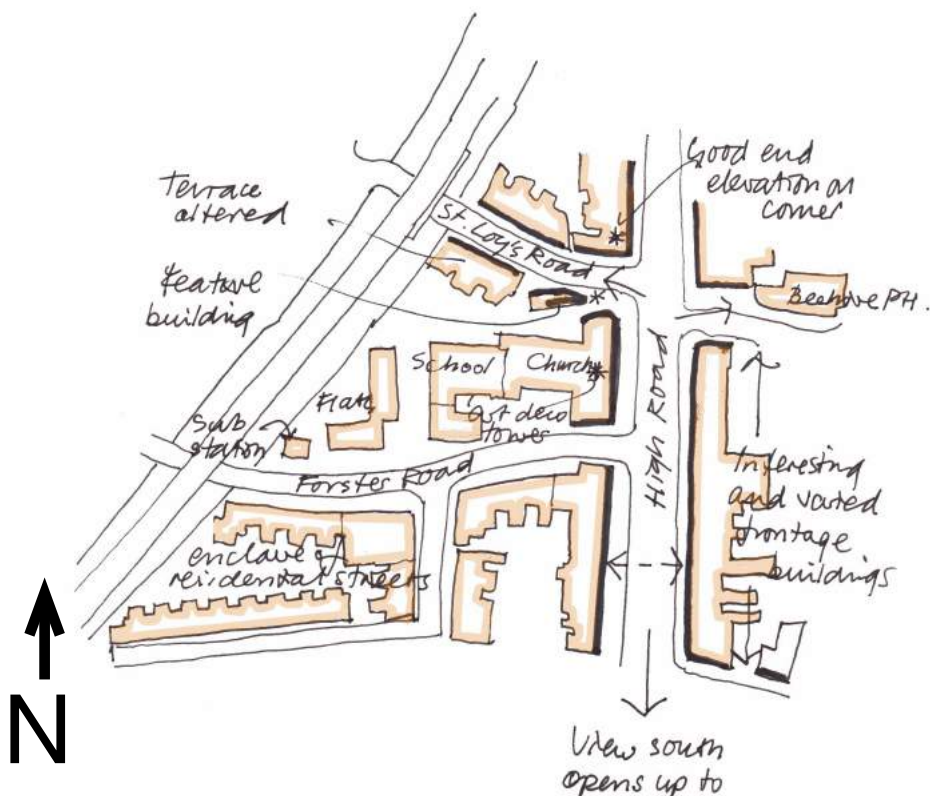 Good end
elevation on
corner
Terrace
altered
St. Loy's Road
feature
building
Beehive PH.
School
Church
Flats
'art deco
tower
Sub
station
High Road
Forster Road
Interesting
and varied
frontage
buildings
enclave of
residential streets
N
View south
opens up to